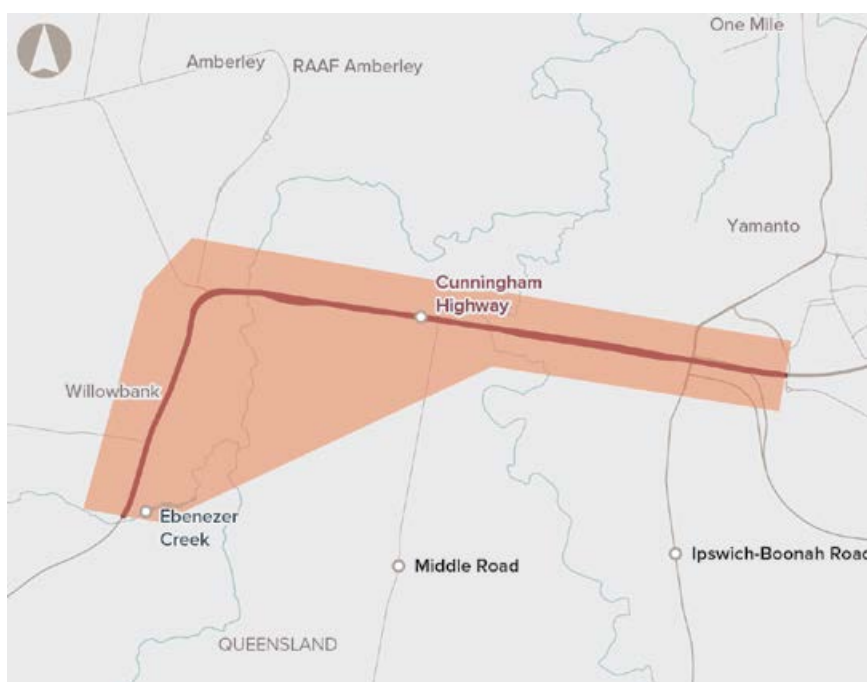 One Mile
Amberley
RAAF Amberley
Yamanto
Cunningham
Highway
Willowbank
Ebenezer
Creek
Middle Road
Ipswich-Boonah Road
QUEENSLAND